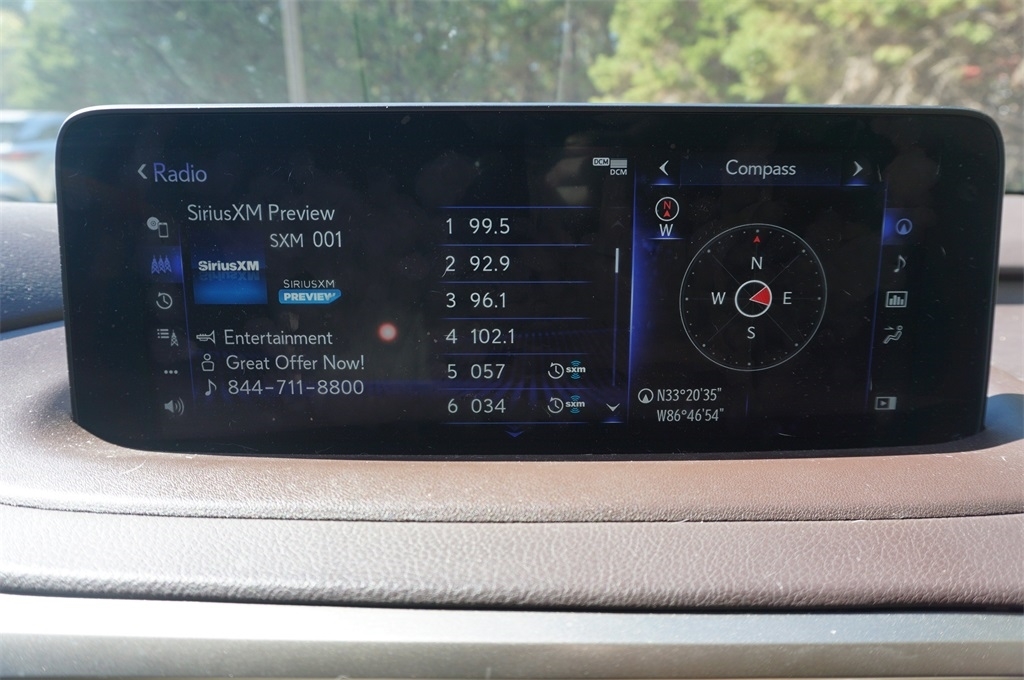 Radio
DCM
DCM
SiriusXM Preview
SXM 001
SiriusXM
SIRIUSXM
PREVIEW
Entertainment
Great Offer Now!
844-711-8800
1 99.5
2 92.9
3 96.1
4 102.1
5 057 sxm
6 034 sxm
Compass
N
W
N
W E
S
N33°20'35"
W86°46'54"